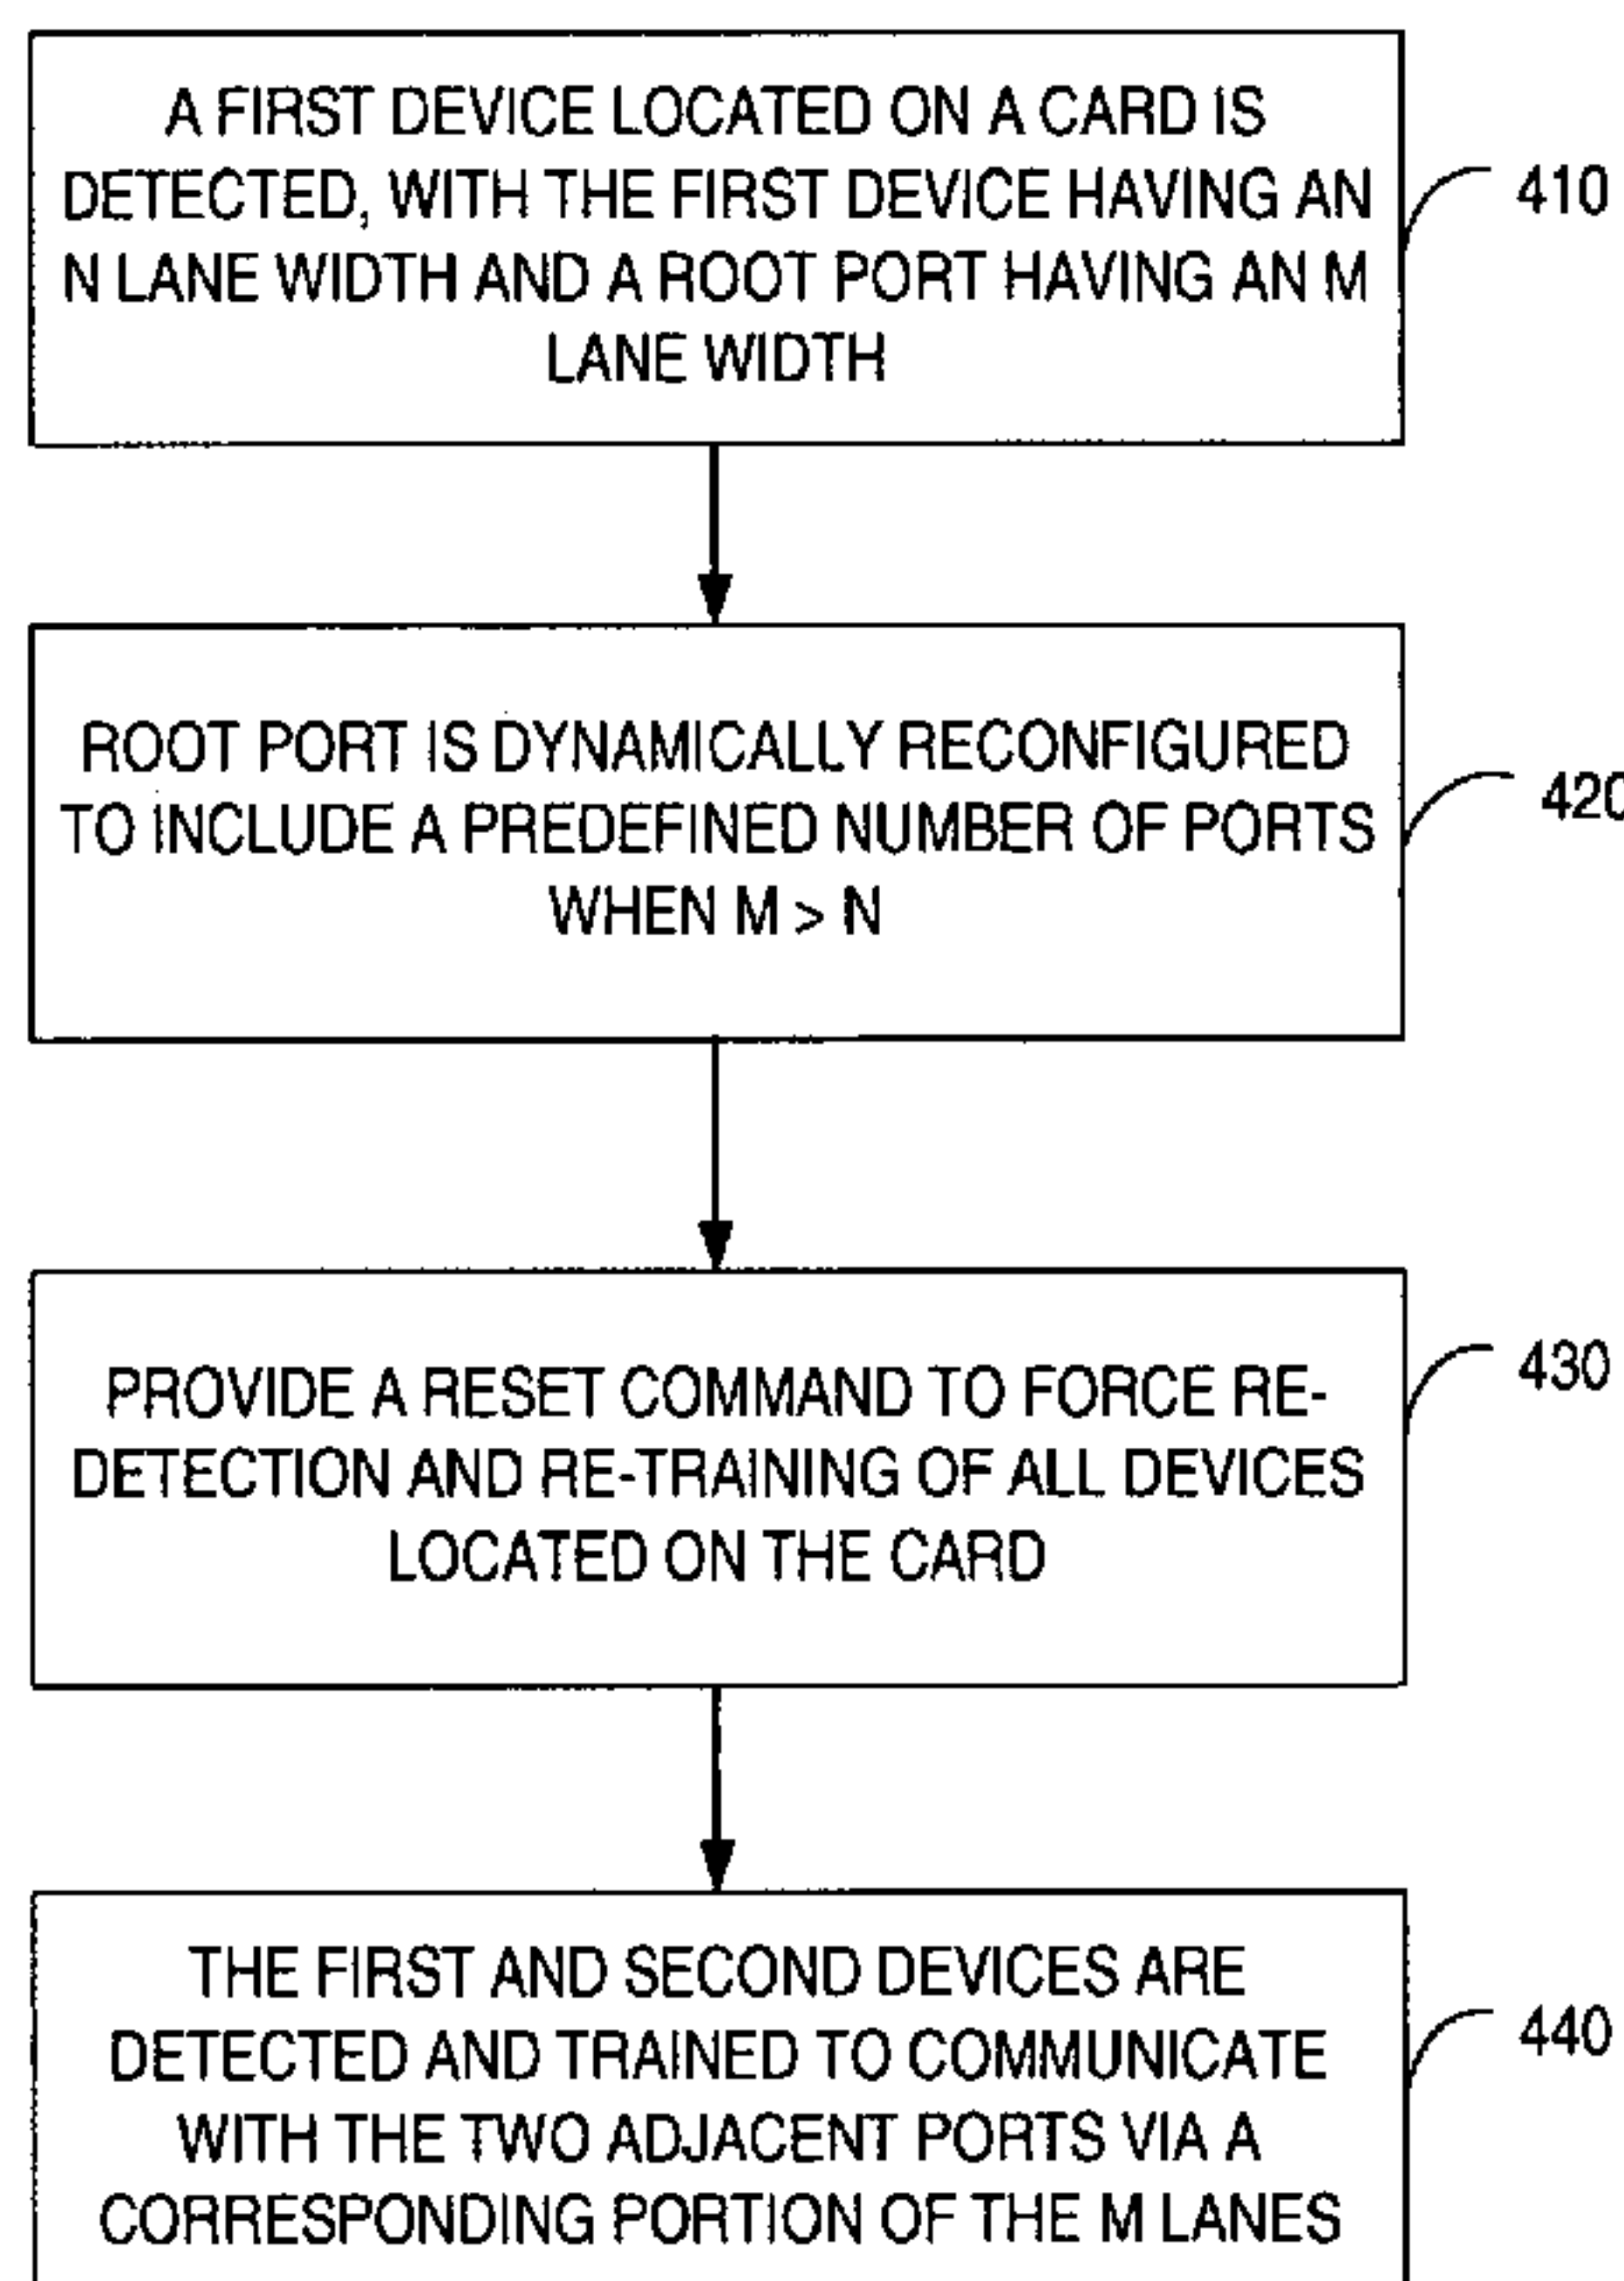 A FIRST DEVICE LOCATED ON A CARD IS
DETECTED, WITH THE FIRST DEVICE HAVING AN
N LANE WIDTH AND A ROOT PORT HAVING AN M
LANE WIDTH
410
ROOT PORT IS DYNAMICALLY RECONFIGURED
TO INCLUDE A PREDEFINED NUMBER OF PORTS
WHEN M > N
420
PROVIDE A RESET COMMAND TO FORCE RE-
DETECTION AND RE-TRAINING OF ALL DEVICES
LOCATED ON THE CARD
430
THE FIRST AND SECOND DEVICES ARE
DETECTED AND TRAINED TO COMMUNICATE
WITH THE TWO ADJACENT PORTS VIA A
CORRESPONDING PORTION OF THE M LANES
440